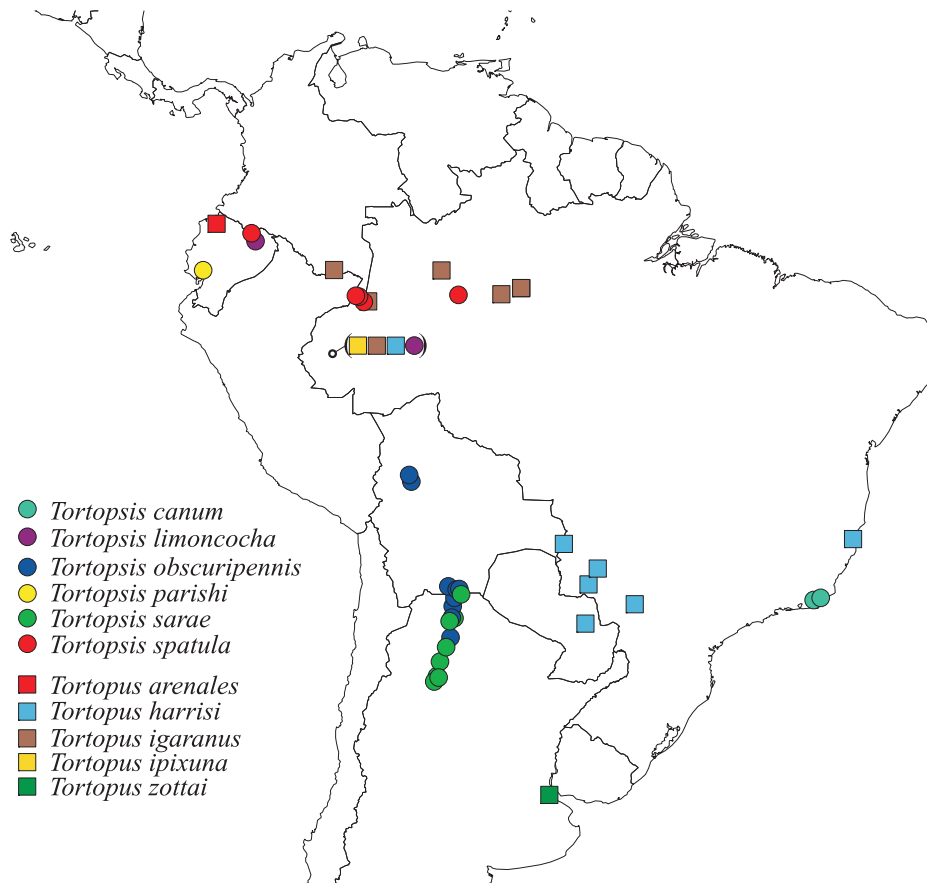 Tortopsis canum
Tortopsis limoncocha
Tortopsis obscuripennis
Tortopsis parishi
Tortopsis sarae
Tortopsis spatula
Tortopus arenales
Tortopus harrisi
Tortopus igaranus
Tortopus ipixuna
Tortopus zottai